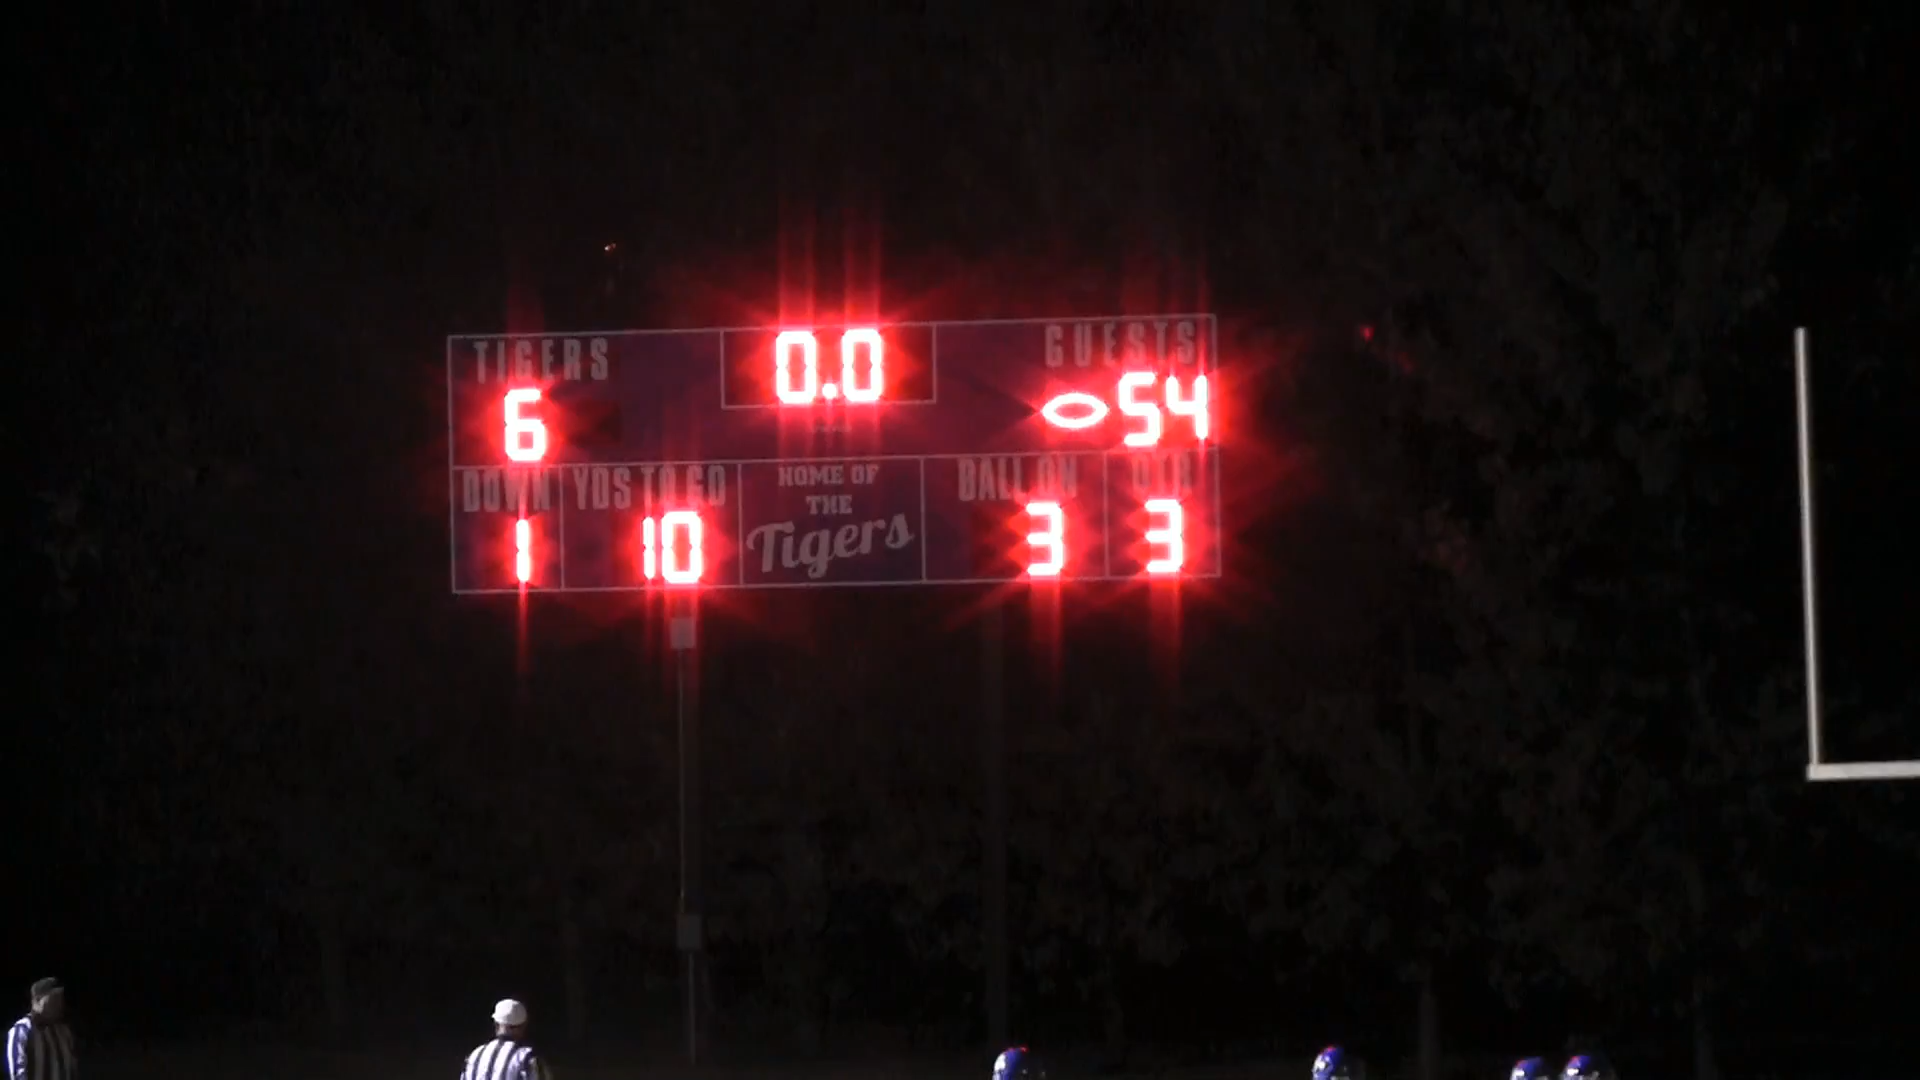 TIGERS 0.0 GUESTS
6 54
DOWN YDS TO GO HOME OF BALL ON QTR
THE
1 10 Tigers 3 3